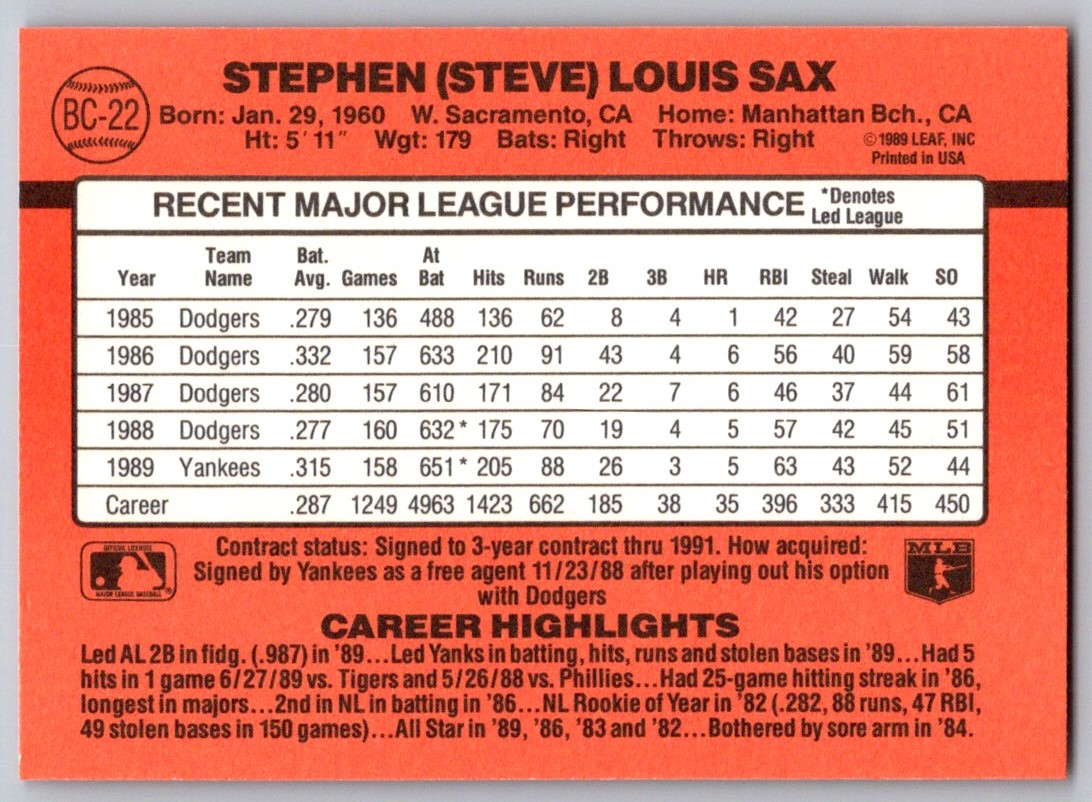 STEPHEN (STEVE) LOUIS SAX
BC-22
Born: Jan. 29, 1960 W. Sacramento, CA Home: Manhattan Bch., CA
Ht: 5' 11" Wgt: 179 Bats: Right Throws: Right
©1989 LEAF, INC
Printed in USA
RECENT MAJOR LEAGUE PERFORMANCE *Denotes
Led League
Year Team Name Bat. Avg. Games At Bat Hits Runs 2B 3B HR RBI Steal Walk SO
1985 Dodgers .279 136 488 136 62 8 4 1 42 27 54 43
1986 Dodgers .332 157 633 210 91 43 4 6 56 40 59 58
1987 Dodgers .280 157 610 171 84 22 7 6 46 37 44 61
1988 Dodgers .277 160 632* 175 70 19 4 5 57 42 45 51
1989 Yankees .315 158 651* 205 88 26 3 5 63 43 52 44
Career .287 1249 4963 1423 662 185 38 35 396 333 415 450
OFFICIAL LICENSEE
MAJOR LEAGUE BASEBALL
®
Contract status: Signed to 3-year contract thru 1991. How acquired:
Signed by Yankees as a free agent 11/23/88 after playing out his option
with Dodgers
MLB
CAREER HIGHLIGHTS
Led AL 2B in fidg. (.987) in '89...Led Yanks in batting, hits, runs and stolen bases in '89...Had 5
hits in 1 game 6/27/89 vs. Tigers and 5/26/88 vs. Phillies...Had 25-game hitting streak in '86,
longest in majors...2nd in NL in batting in '86...NL Rookie of Year in '82 (.282, 88 runs, 47 RBI,
49 stolen bases in 150 games)...All Star in '89, '86, '83 and '82...Bothered by sore arm in '84.